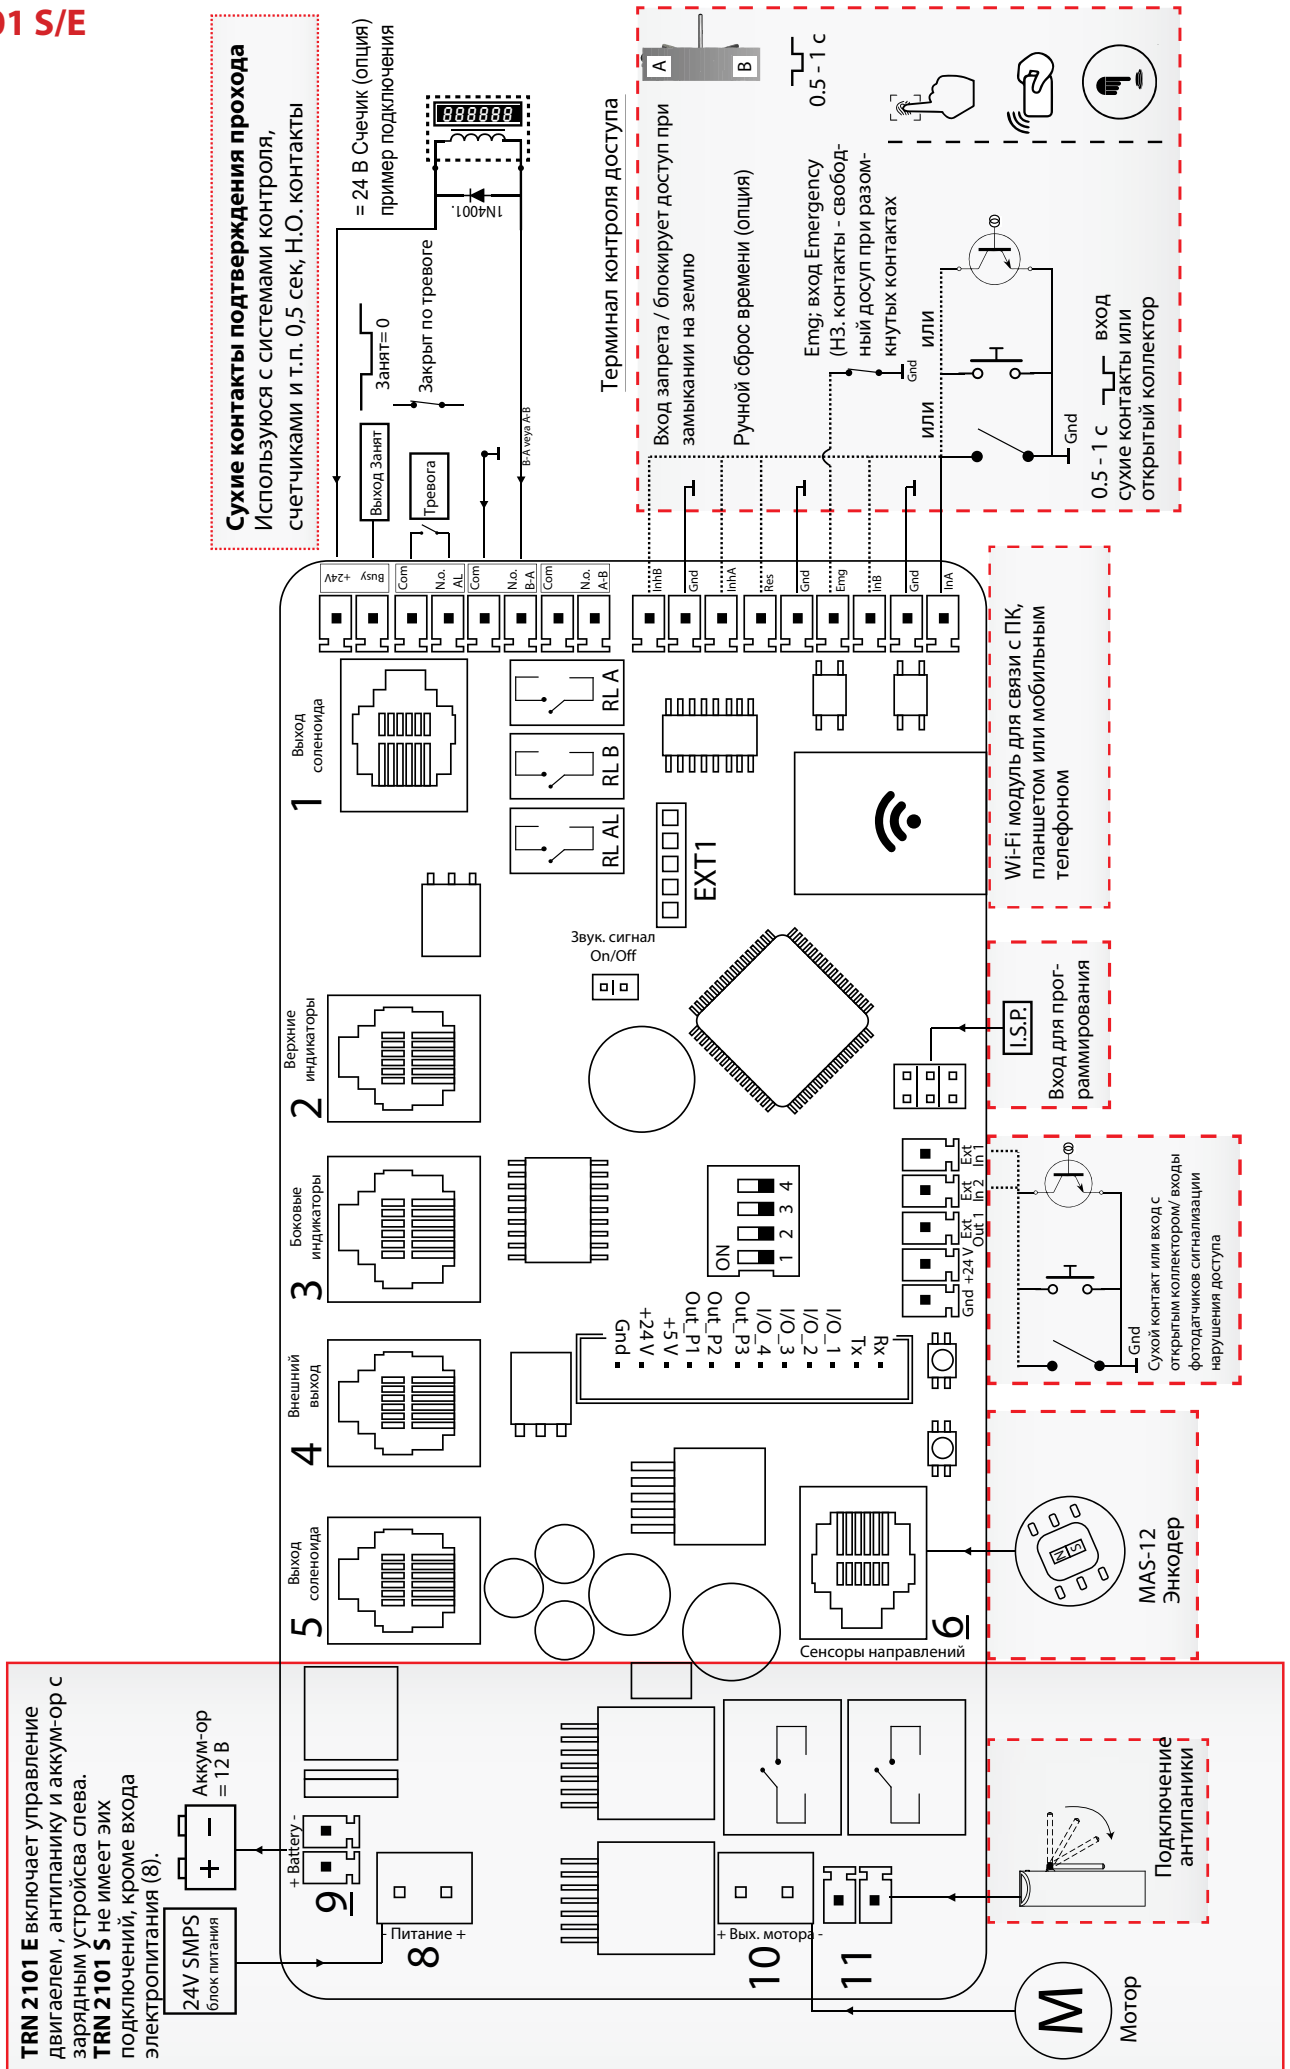 01 S/E
Сухие контакты подтверждения прохода
Используюся с системами контроля,
счетчиками и т.п. 0,5 сек, Н.О. контакты
= 24 В Счечик (опция)
пример подключения
888888
1N4001.
Занят= 0
Закрыт по тревоге
Выход Занят
Тревога
B-A veya A-B
Терминал контроля доступа
A
B
0.5 - 1 c
Вход запрета / блокирует доступ при
замыкании на землю
Ручной сброс времени (опция)
Emg; вход Emergency
(НЗ. контакты - свобод-
ный досуп при разом-
кнутых контактах
Gnd
или
или
Gnd
0.5 - 1 c
вход
сухие контакты или
открытый коллектор
+24V
Busy
Com
N.o.
AL
Com
N.o.
B-A
Com
N.o.
A-B
InhB
Gnd
InhA
Res
Gnd
Emg
InB
Gnd
InA
1
Выход
соленоида
RL A
RL B
RL AL
EXT1
Wi-Fi модуль для связи с ПК,
планшетом или мобильным
телефоном
Звук. сигнал
On/Off
2
Верхние
индикаторы
I.S.P.
Вход для прог-
раммирования
3
Боковые
индикаторы
ON
1
2
3
4
Ext
In 1
Ext
In 2
Ext
Out 1
+24 V
Gnd
Gnd
Сухой контакт или вход с
открытым коллектором/ входы
фотодатчиков сигнализации
нарушения доступа
Gnd
+24 V
+5 V
Out_P1
Out_P2
Out_P3
I/O_4
I/O_3
I/O_2
I/O_1
Tx
Rx
4
Внешний
выход
5
Выход
соленоида
6
Сенсоры направлений
N
S
MAS-12
Энкодер
TRN 2101 E включает управление
двигаелем , антипанику и аккум-ор с
зарядным устройсва слева.
TRN 2101 S не имеет эих
подключений, кроме входа
электропитания (8).
Аккум-ор
= 12 В
+ −
24V SMPS
блок питания
+ Battery -
9
- Питание +
8
+ Вых. мотора -
10
11
Подключение
антипаники
M
Мотор